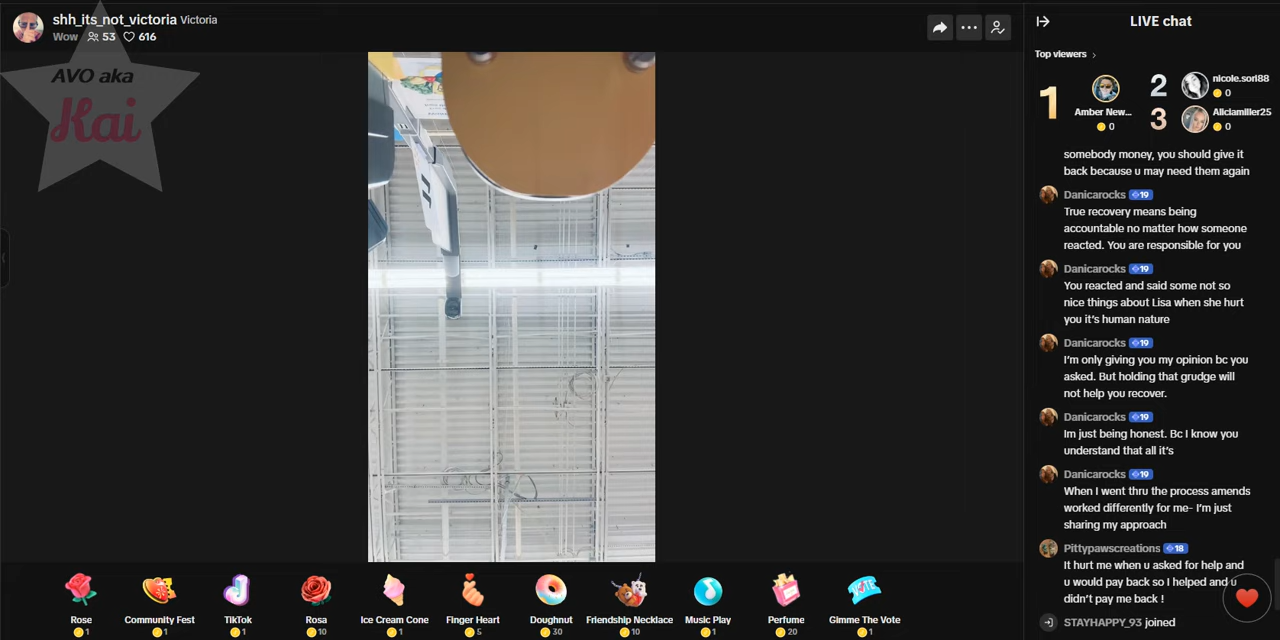 shh_its_not_victoria Victoria
Wow 53 616
AVO aka
Kai
LIVE chat
Top viewers
1
Amber New...
0
2
nicole.sorl88
0
3
Aliciamiller25
0
somebody money, you should give it
back because u may need them again
Danicarocks 19
True recovery means being
accountable no matter how someone
reacted. You are responsible for you
Danicarocks 19
You reacted and said some not so
nice things about Lisa when she hurt
you it's human nature
Danicarocks 19
I'm only giving you my opinion bc you
asked. But holding that grudge will
not help you recover.
Danicarocks 19
Im just being honest. Bc I know you
understand that all it's
Danicarocks 19
When I went thru the process amends
worked differently for me- I'm just
sharing my approach
Pittypawscreations 18
It hurt me when u asked for help and
u would pay back so I helped and u
didn't pay me back !
STAYHAPPY_93 joined
Rose
1
Community Fest
1
TikTok
1
Rosa
10
Ice Cream Cone
1
Finger Heart
5
Doughnut
30
Friendship Necklace
10
Music Play
1
Perfume
20
VOTE
Gimme The Vote
1